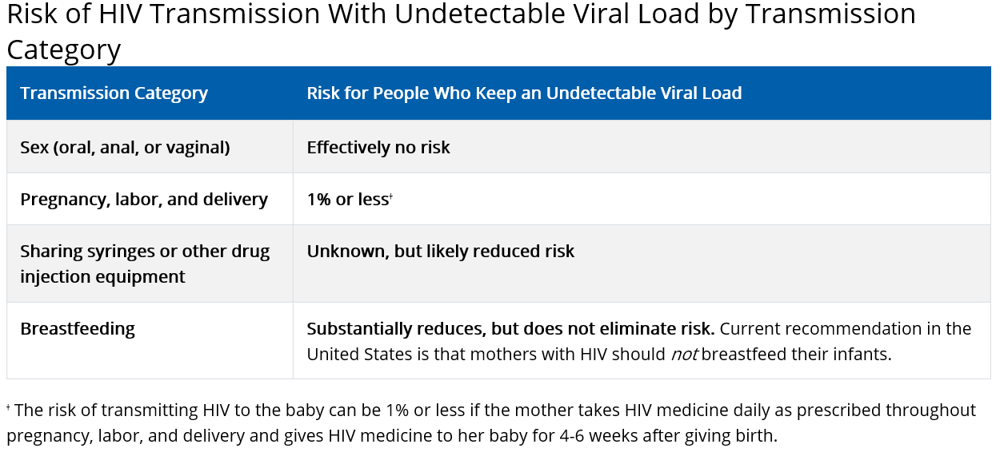 Risk of HIV Transmission With Undetectable Viral Load by Transmission
Category
Transmission Category
Risk for People Who Keep an Undetectable Viral Load
Sex (oral, anal, or vaginal)
Effectively no risk
Pregnancy, labor, and delivery
1% or less†
Sharing syringes or other drug
injection equipment
Unknown, but likely reduced risk
Breastfeeding
Substantially reduces, but does not eliminate risk. Current recommendation in the
United States is that mothers with HIV should not breastfeed their infants.
† The risk of transmitting HIV to the baby can be 1% or less if the mother takes HIV medicine daily as prescribed throughout
pregnancy, labor, and delivery and gives HIV medicine to her baby for 4-6 weeks after giving birth.